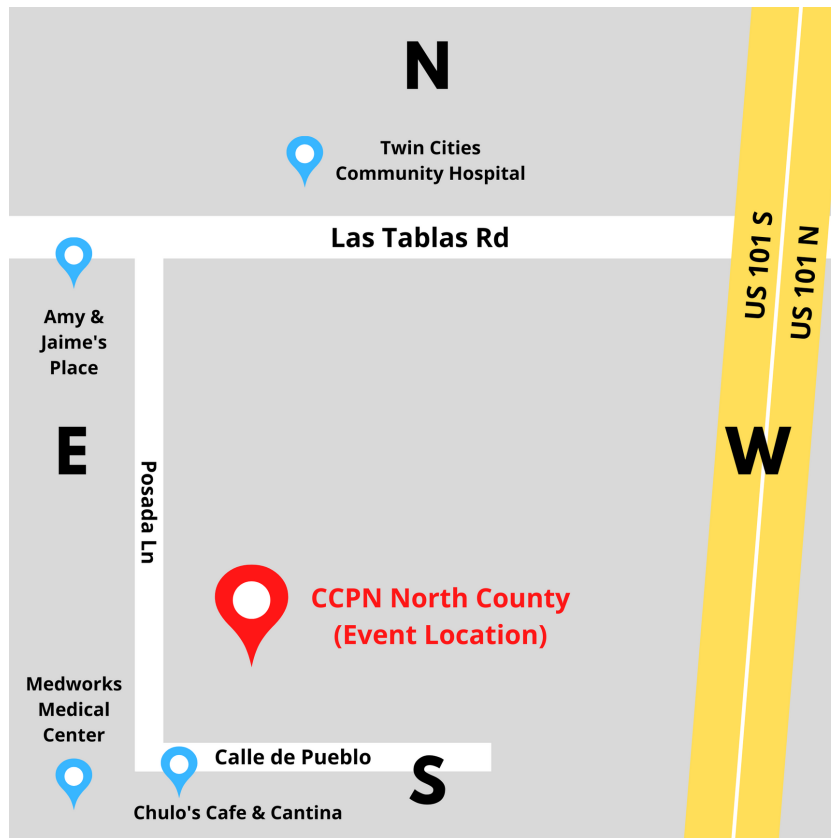 N
Twin Cities
Community Hospital
Las Tablas Rd
US 101 S
US 101 N
Amy &
Jaime's
Place
E
W
Posada Ln
CCPN North County
(Event Location)
Medworks
Medical
Center
Calle de Pueblo
S
Chulo's Cafe & Cantina